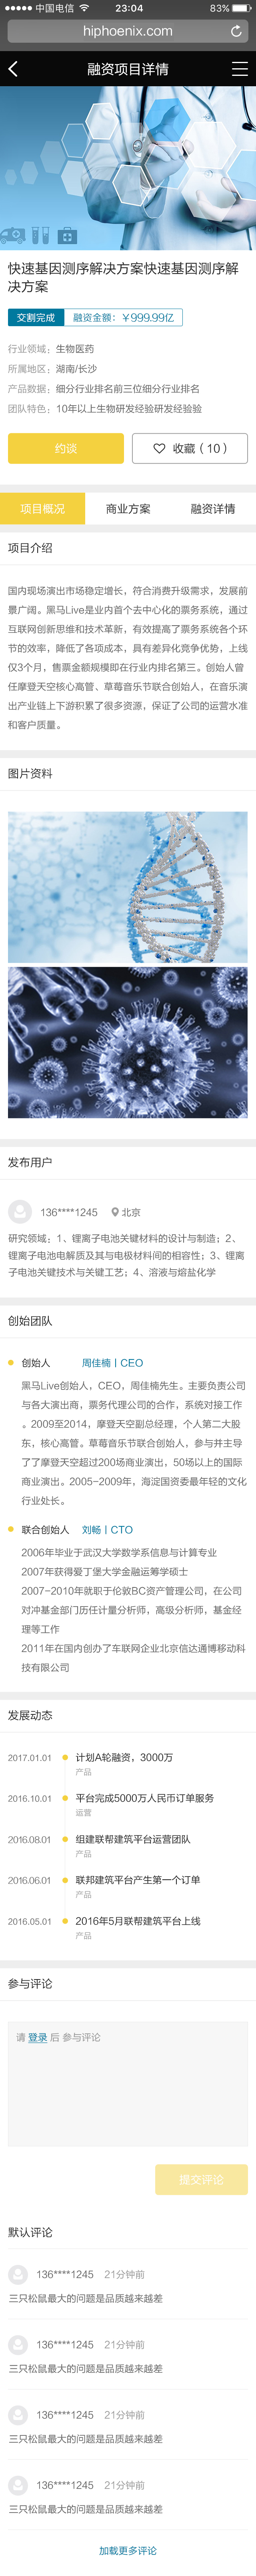 中国电信 23:04 83%
hiphoenix.com
融资项目详情
快速基因测序解决方案快速基因测序解
决方案
交割完成 融资金额：￥999.99亿
行业领域：生物医药
所属地区：湖南/长沙
产品数据：细分行业排名前三位细分行业排名
团队特色：10年以上生物研发经验研发经验
约谈 收藏（10）
项目概况 商业方案 融资详情
项目介绍
国内现场演出市场稳定增长，符合消费升级需求，发展前
景广阔。黑马Live是业内首个去中心化的票务系统，通过
互联网创新思维和技术革新，有效提高了票务系统各个环
节的效率，降低了各项成本，具有差异化竞争优势，上线
仅3个月，售票金额规模即在行业内排名第三。创始人曾
任摩登天空核心高管、草莓音乐节联合创始人，在音乐演
出产业链上下游积累了很多资源，保证了公司的运营水准
和客户质量。
图片资料
发布用户
136****1245 北京
研究领域：1、锂离子电池关键材料的设计与制造；2、
锂离子电池电解质及其与电极材料间的相容性；3、锂离
子电池关键技术与关键工艺；4、溶液与熔盐化学
创始团队
创始人 周佳楠丨CEO
黑马Live创始人，CEO，周佳楠先生。主要负责公司
与各大演出商，票务代理公司的合作，系统对接工作
。2009至2014，摩登天空副总经理，个人第二大股
东，核心高管。草莓音乐节联合创始人，参与并主导
了了摩登天空超过200场商业演出，50场以上的国际
商业演出。2005-2009年，海淀国资委最年轻的文化
行业处长。
联合创始人 刘畅丨CTO
2006年毕业于武汉大学数学系信息与计算专业
2007年获得爱丁堡大学金融运筹学硕士
2007-2010年就职于伦敦BC资产管理公司，在公司
对冲基金部门历任计量分析师，高级分析师，基金经
理等工作
2011年在国内创办了车联网企业北京信达通博移动科
技有限公司
发展动态
2017.01.01 计划A轮融资，3000万
产品
2016.10.01 平台完成5000万人民币订单服务
运营
2016.08.01 组建联帮建筑平台运营团队
产品
2016.06.01 联邦建筑平台产生第一个订单
产品
2016.05.01 2016年5月联帮建筑平台上线
产品
参与评论
请 登录 后 参与评论
提交评论
默认评论
136****1245 21分钟前
三只松鼠最大的问题是品质越来越差
136****1245 21分钟前
三只松鼠最大的问题是品质越来越差
136****1245 21分钟前
三只松鼠最大的问题是品质越来越差
136****1245 21分钟前
三只松鼠最大的问题是品质越来越差
加载更多评论